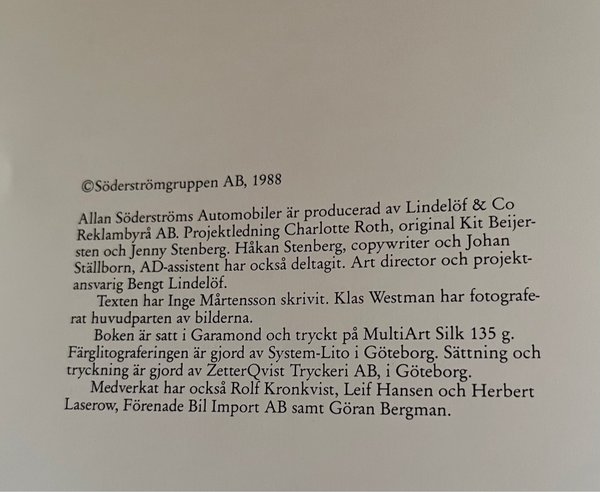 ©Söderströmgruppen AB, 1988
Allan Söderströms Automobiler är producerad av Lindelöf & Co
Reklambyrå AB. Projektledning Charlotte Roth, original Kit Beijer-
sten och Jenny Stenberg. Håkan Stenberg, copywriter och Johan
Ställborn, AD-assistent har också deltagit. Art director och projekt-
ansvarig Bengt Lindelöf.
Texten har Inge Mårtensson skrivit. Klas Westman har fotografe-
rat huvudparten av bilderna.
Boken är satt i Garamond och tryckt på MultiArt Silk 135 g.
Färglitograferingen är gjord av System-Lito i Göteborg. Sättning och
tryckning är gjord av ZetterQvist Tryckeri AB, i Göteborg.
Medverkat har också Rolf Kronkvist, Leif Hansen och Herbert
Laserow, Förenade Bil Import AB samt Göran Bergman.